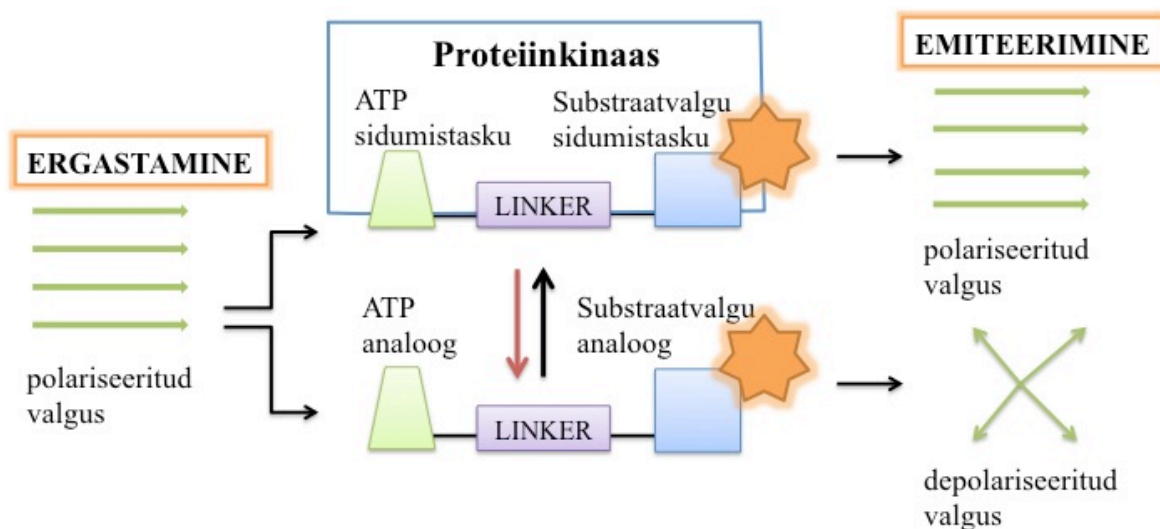 ERGASTAMINE
polariseeritud
valgus
Proteiinkinaas
ATP
sidumistasku
Substraatvalgu
sidumistasku
LINKER
ATP
analoog
Substraatvalgu
analoog
LINKER
EMITEERIMINE
polariseeritud
valgus
depolariseeritud
valgus